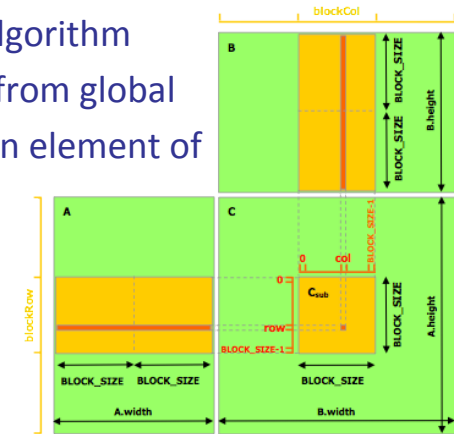 lgorithm
from global
n element of
blockCol
B
BLOCK_SIZE
BLOCK_SIZE
B.height
A
C
BLOCK_SIZE-1
0
col
blockRow
0
Csub
row
BLOCK_SIZE-1
BLOCK_SIZE
A.height
BLOCK_SIZE
BLOCK_SIZE
BLOCK_SIZE
A.width
B.width